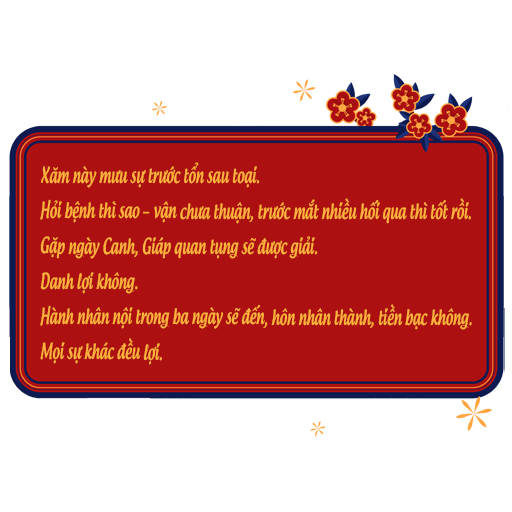 Xăm này mưu sự trước tổn sau toại.
Hỏi bệnh thì sao – vận chưa thuận, trước mắt nhiều hối qua thì tốt rồi.
Gặp ngày Canh, Giáp quan tụng sẽ được giải.
Danh lợi không.
Hành nhân nội trong ba ngày sẽ đến, hôn nhân thành, tiền bạc không.
Mọi sự khác đều lợi.